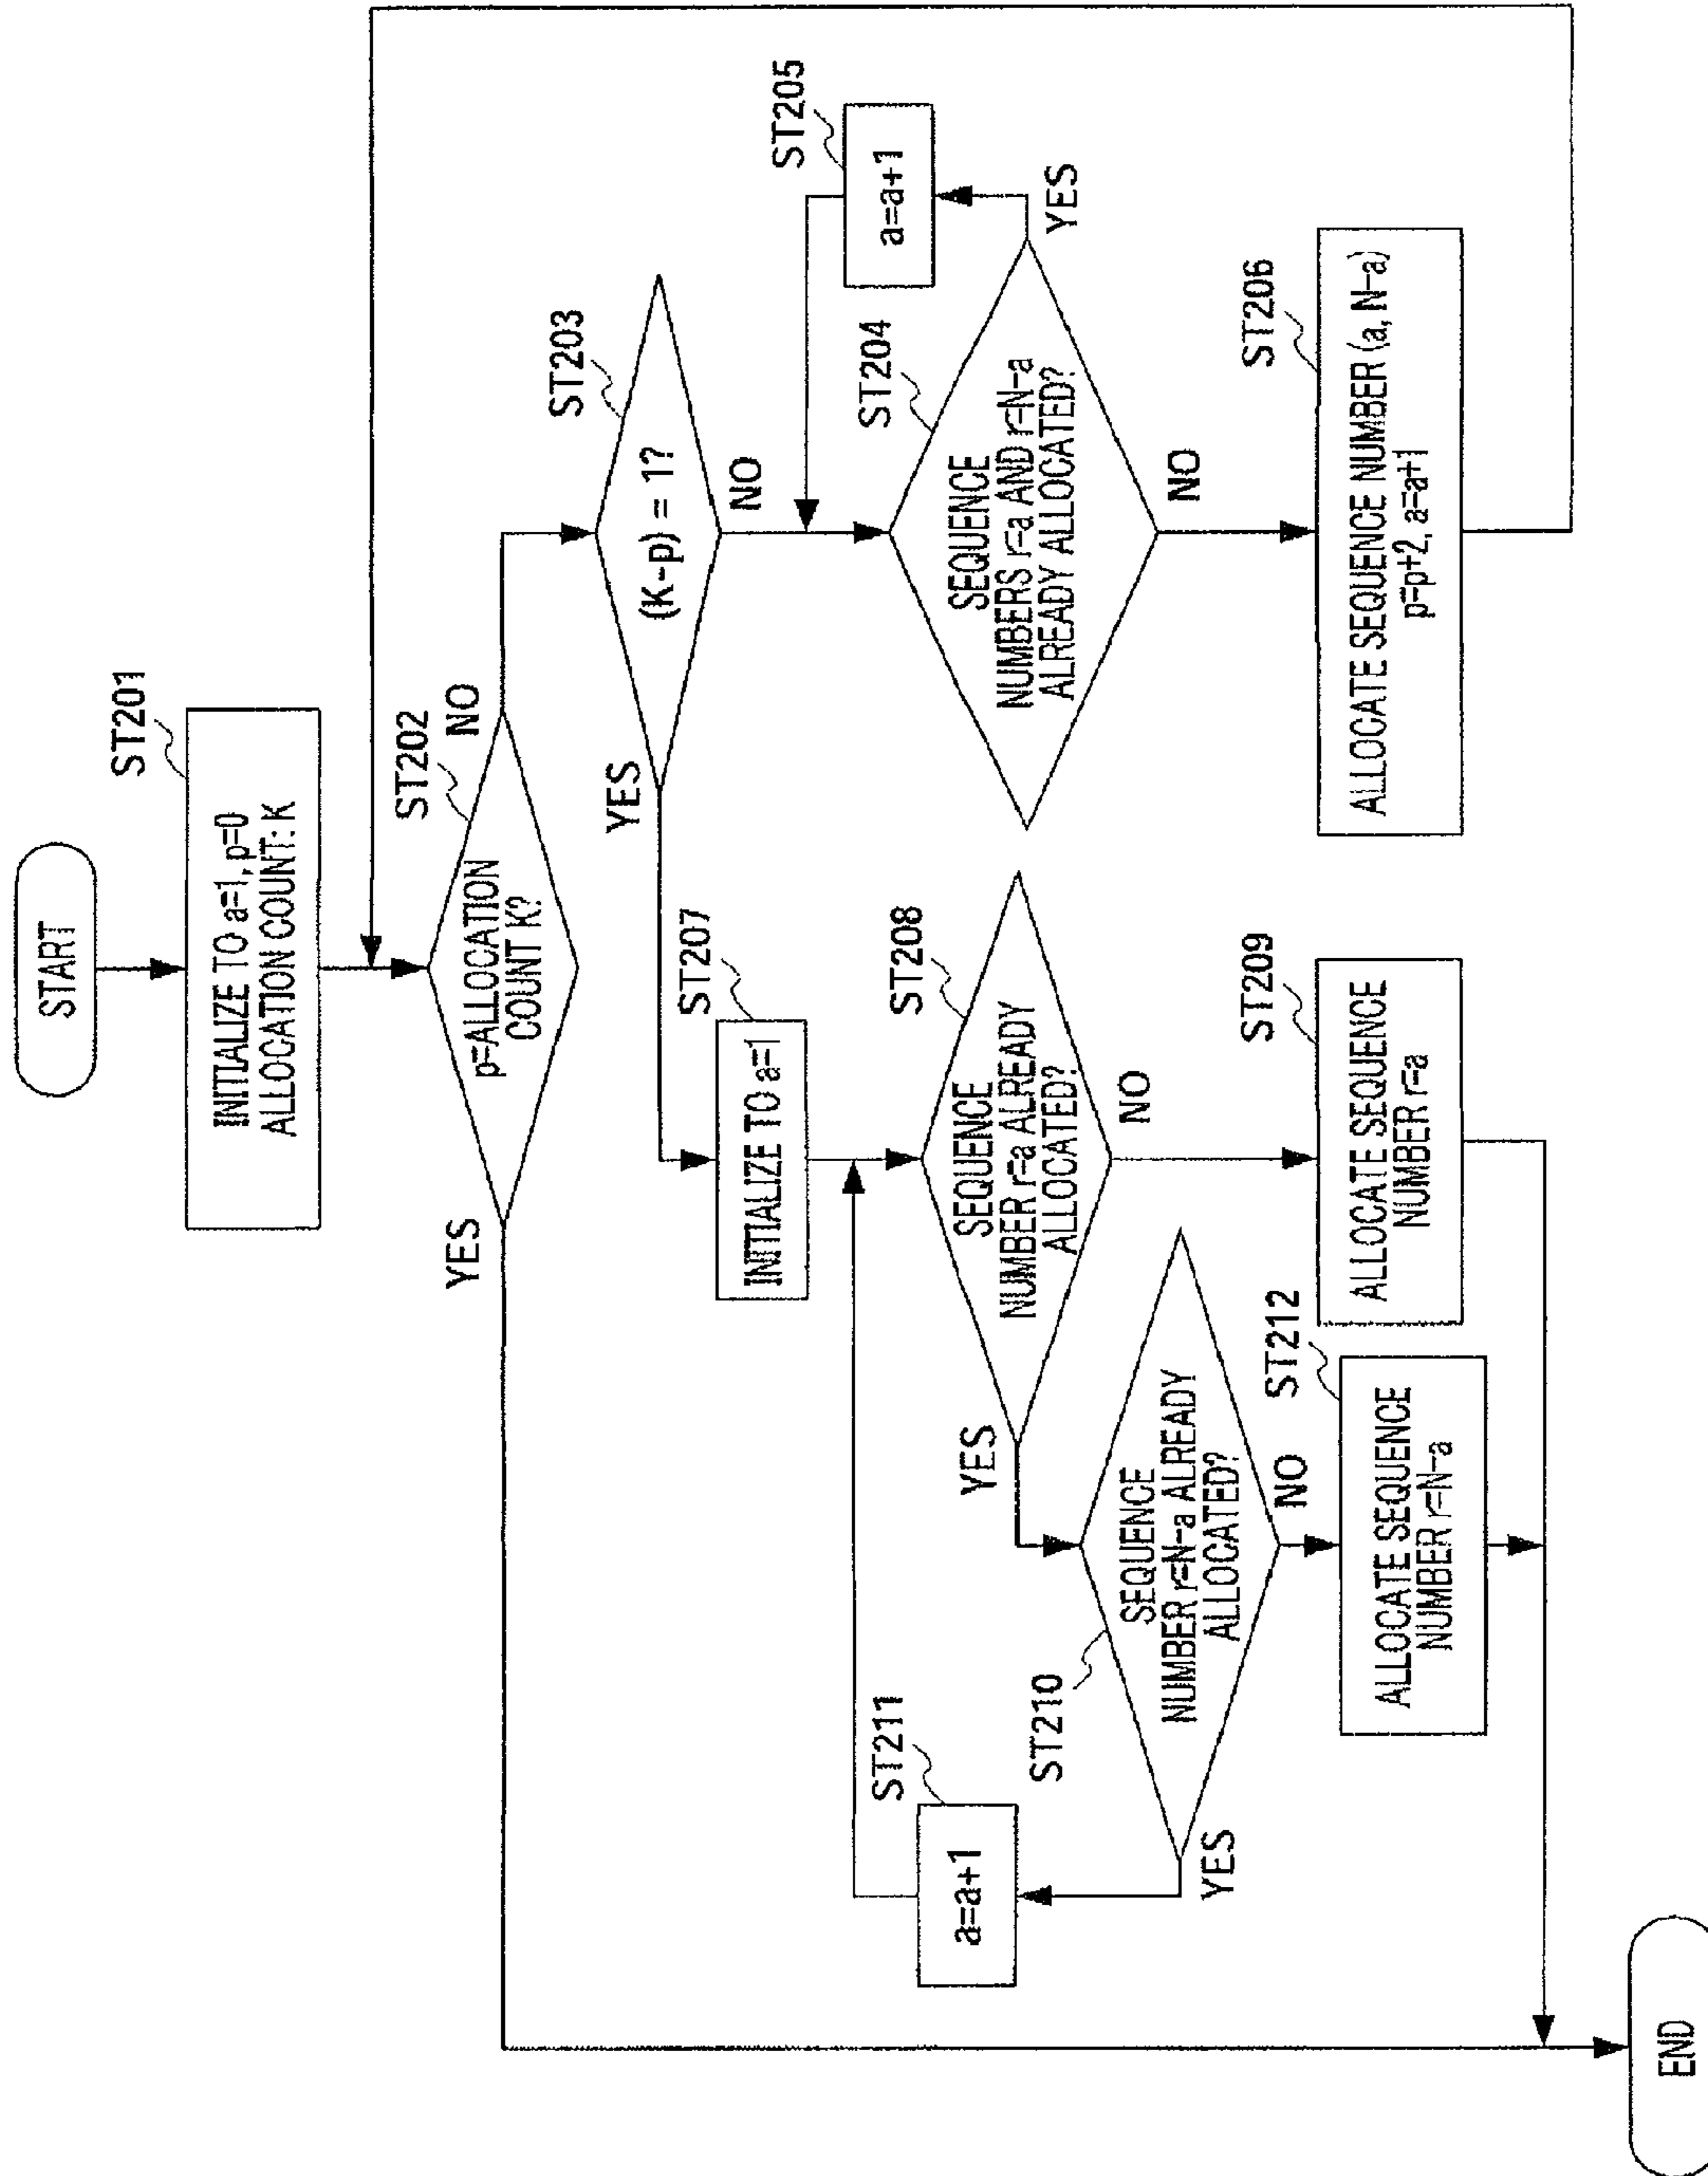 START
ST201
INITIALIZE TO a=1, p=0
ALLOCATION COUNT: K
ST202
p=ALLOCATION
COUNT K?
YES
NO
ST203
(K-p) = 1?
YES
NO
ST205
a=a+1
ST204
SEQUENCE
NUMBERS r=a AND r=N-a
ALREADY ALLOCATED?
YES
NO
ST206
ALLOCATE SEQUENCE NUMBER (a, N-a)
p=p+2, a=a+1
ST207
INITIALIZE TO a=1
ST208
SEQUENCE
NUMBER r=a ALREADY
ALLOCATED?
YES
NO
ST209
ALLOCATE SEQUENCE
NUMBER r=a
ST210
SEQUENCE
NUMBER r=N-a ALREADY
ALLOCATED?
YES
NO
ST211
a=a+1
ST212
ALLOCATE SEQUENCE
NUMBER r=N-a
END